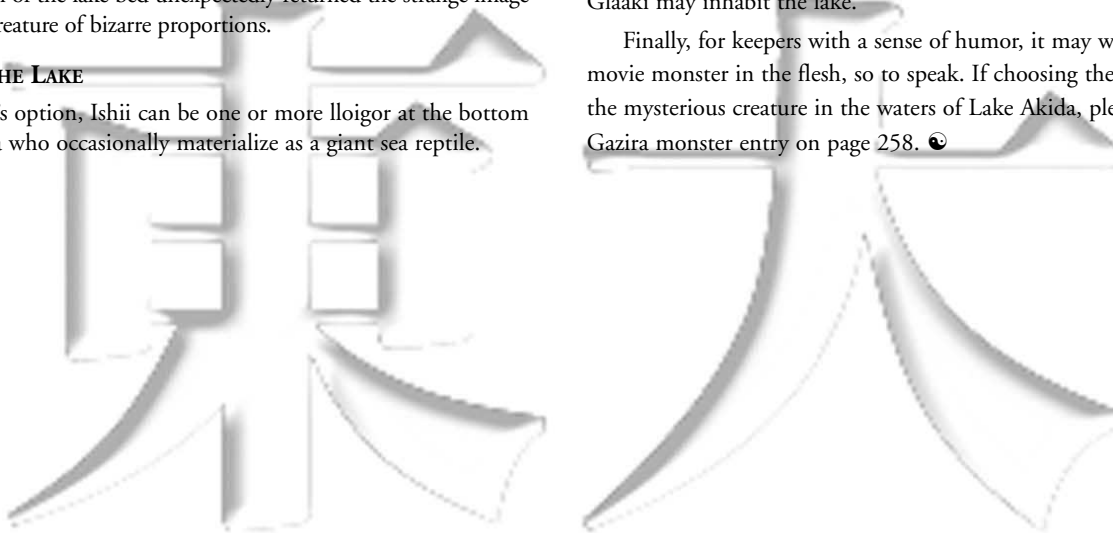 of the lake bed unexpectedly returned the strange image
reature of bizarre proportions.
HE LAKE
's option, Ishii can be one or more lloigor at the bottom
who occasionally materialize as a giant sea reptile.
Glaaki may inhabit the lake.
Finally, for keepers with a sense of humor, it may w
movie monster in the flesh, so to speak. If choosing the
the mysterious creature in the waters of Lake Akida, ple
Gazira monster entry on page 258. ☯
東大